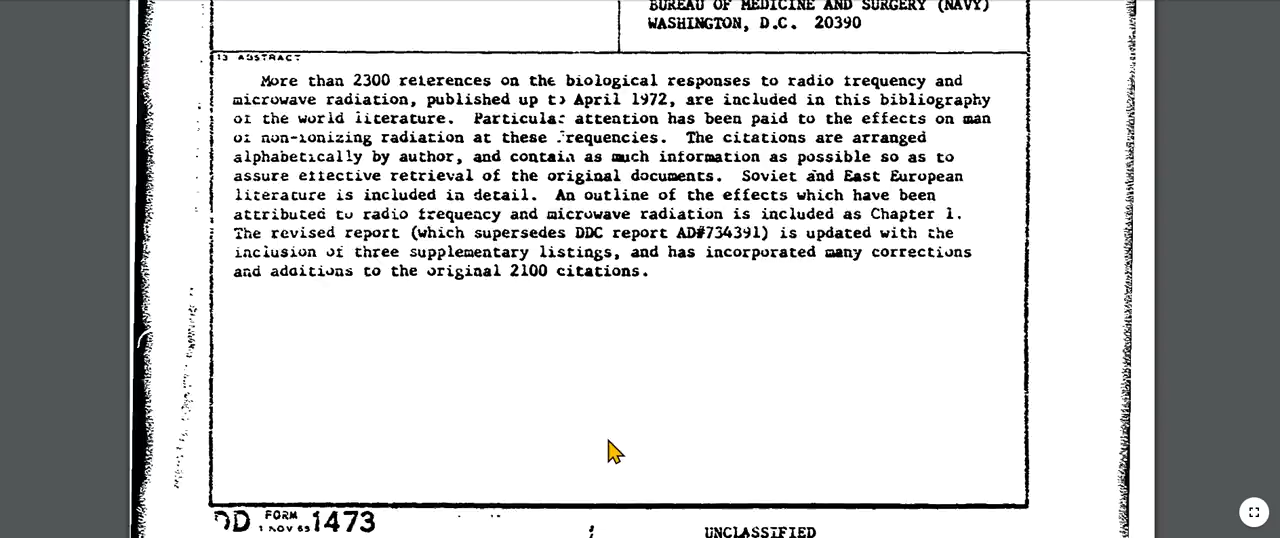 BUREAU OF MEDICINE AND SURGERY (NAVY)
WASHINGTON, D.C. 20390
13 ABSTRACT
More than 2300 references on the biological responses to radio frequency and
microwave radiation, published up to April 1972, are included in this bibliography
of the world literature. Particular attention has been paid to the effects on man
of non-ionizing radiation at these frequencies. The citations are arranged
alphabetically by author, and contain as much information as possible so as to
assure effective retrieval of the original documents. Soviet and East European
literature is included in detail. An outline of the effects which have been
attributed to radio frequency and microwave radiation is included as Chapter 1.
The revised report (which supersedes DDC report AD#734391) is updated with the
inclusion of three supplementary listings, and has incorporated many corrections
and additions to the original 2100 citations.
DD FORM 1 NOV 65 1473
UNCLASSIFIED